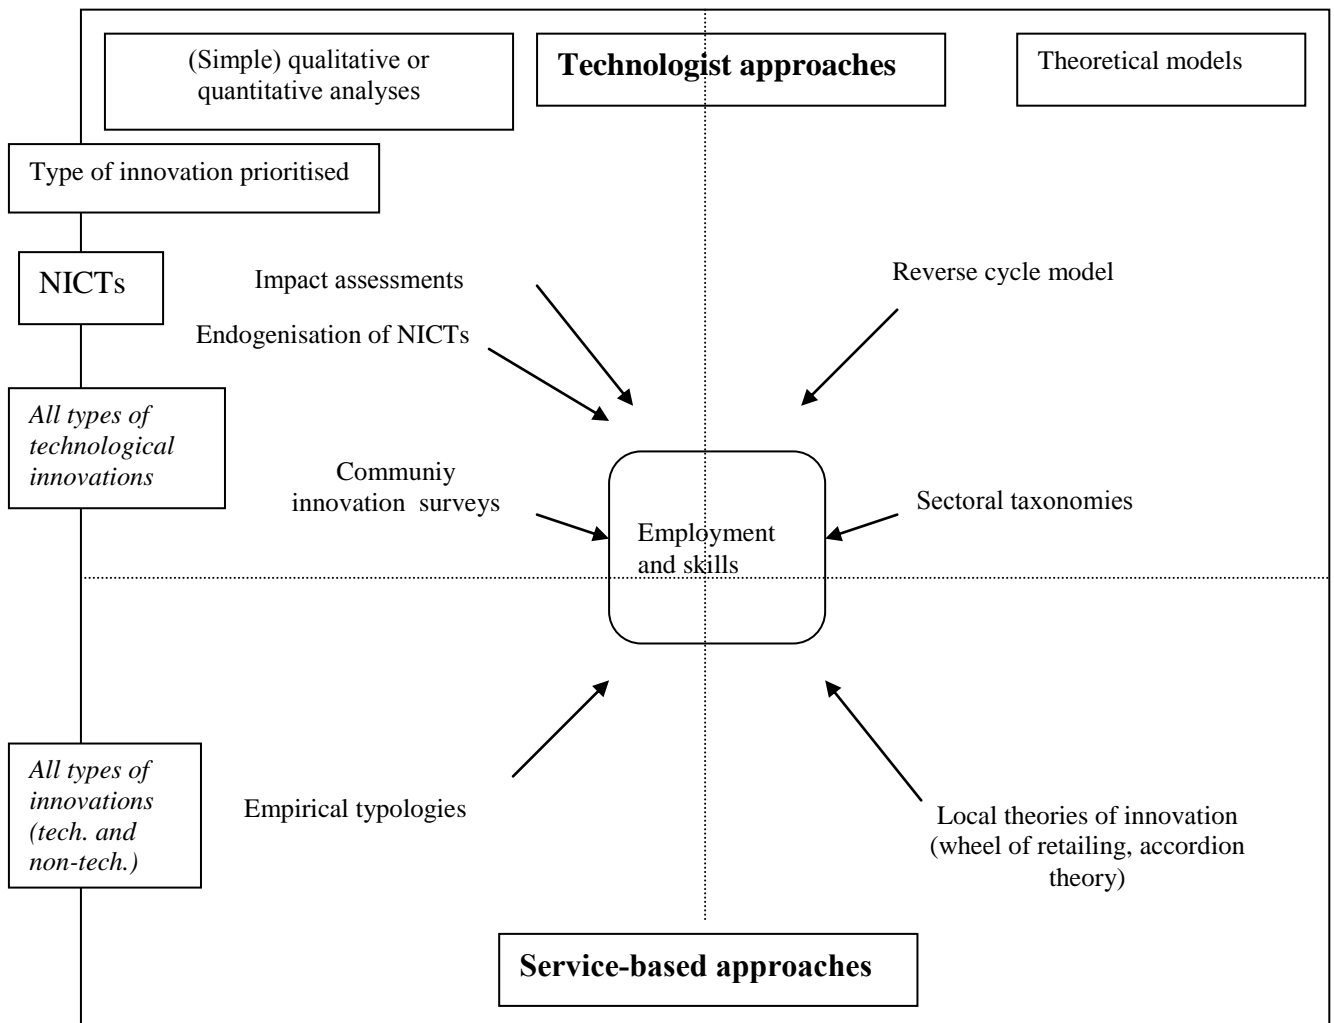 (Simple) qualitative or
quantitative analyses
Technologist approaches
Theoretical models
Type of innovation prioritised
NICTs
Impact assessments
Reverse cycle model
Endogenisation of NICTs
All types of
technological
innovations
Communiy
innovation surveys
Employment
and skills
Sectoral taxonomies
All types of
innovations
(tech. and
non-tech.)
Empirical typologies
Local theories of innovation
(wheel of retailing, accordion
theory)
Service-based approaches